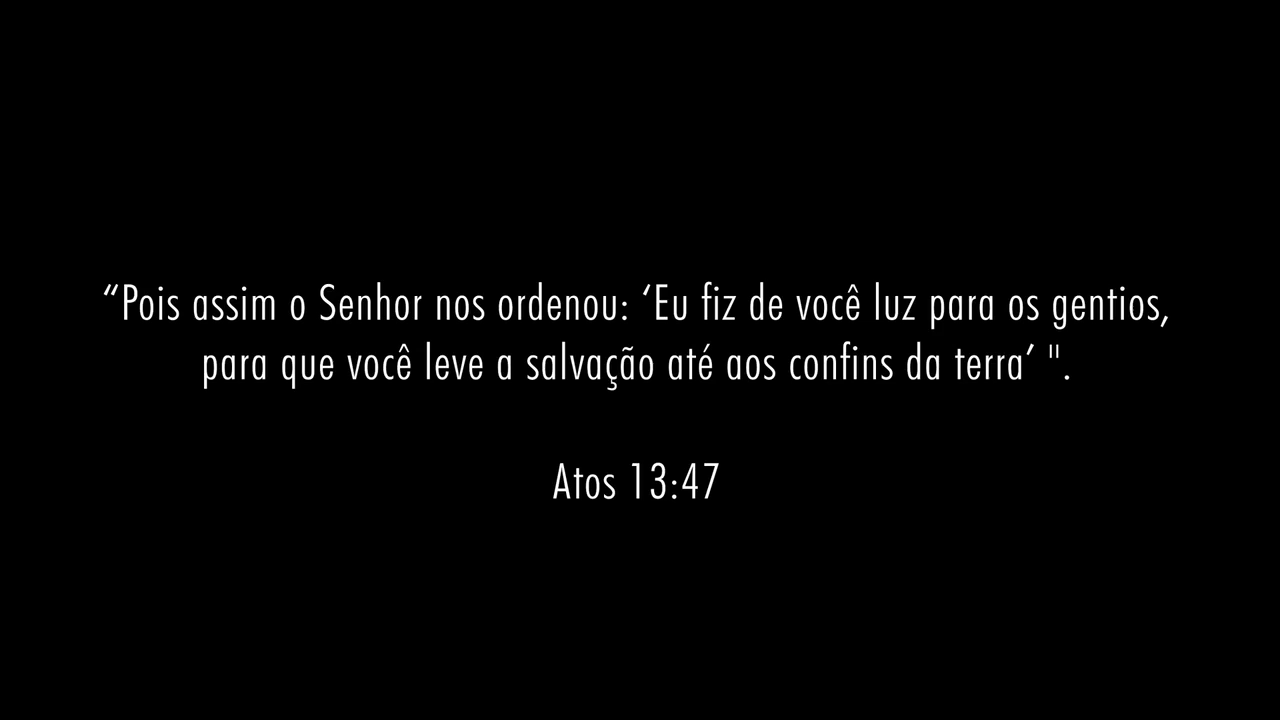 “Pois assim o Senhor nos ordenou: ‘Eu fiz de você luz para os gentios,
para que você leve a salvação até aos confins da terra’ ".
Atos 13:47